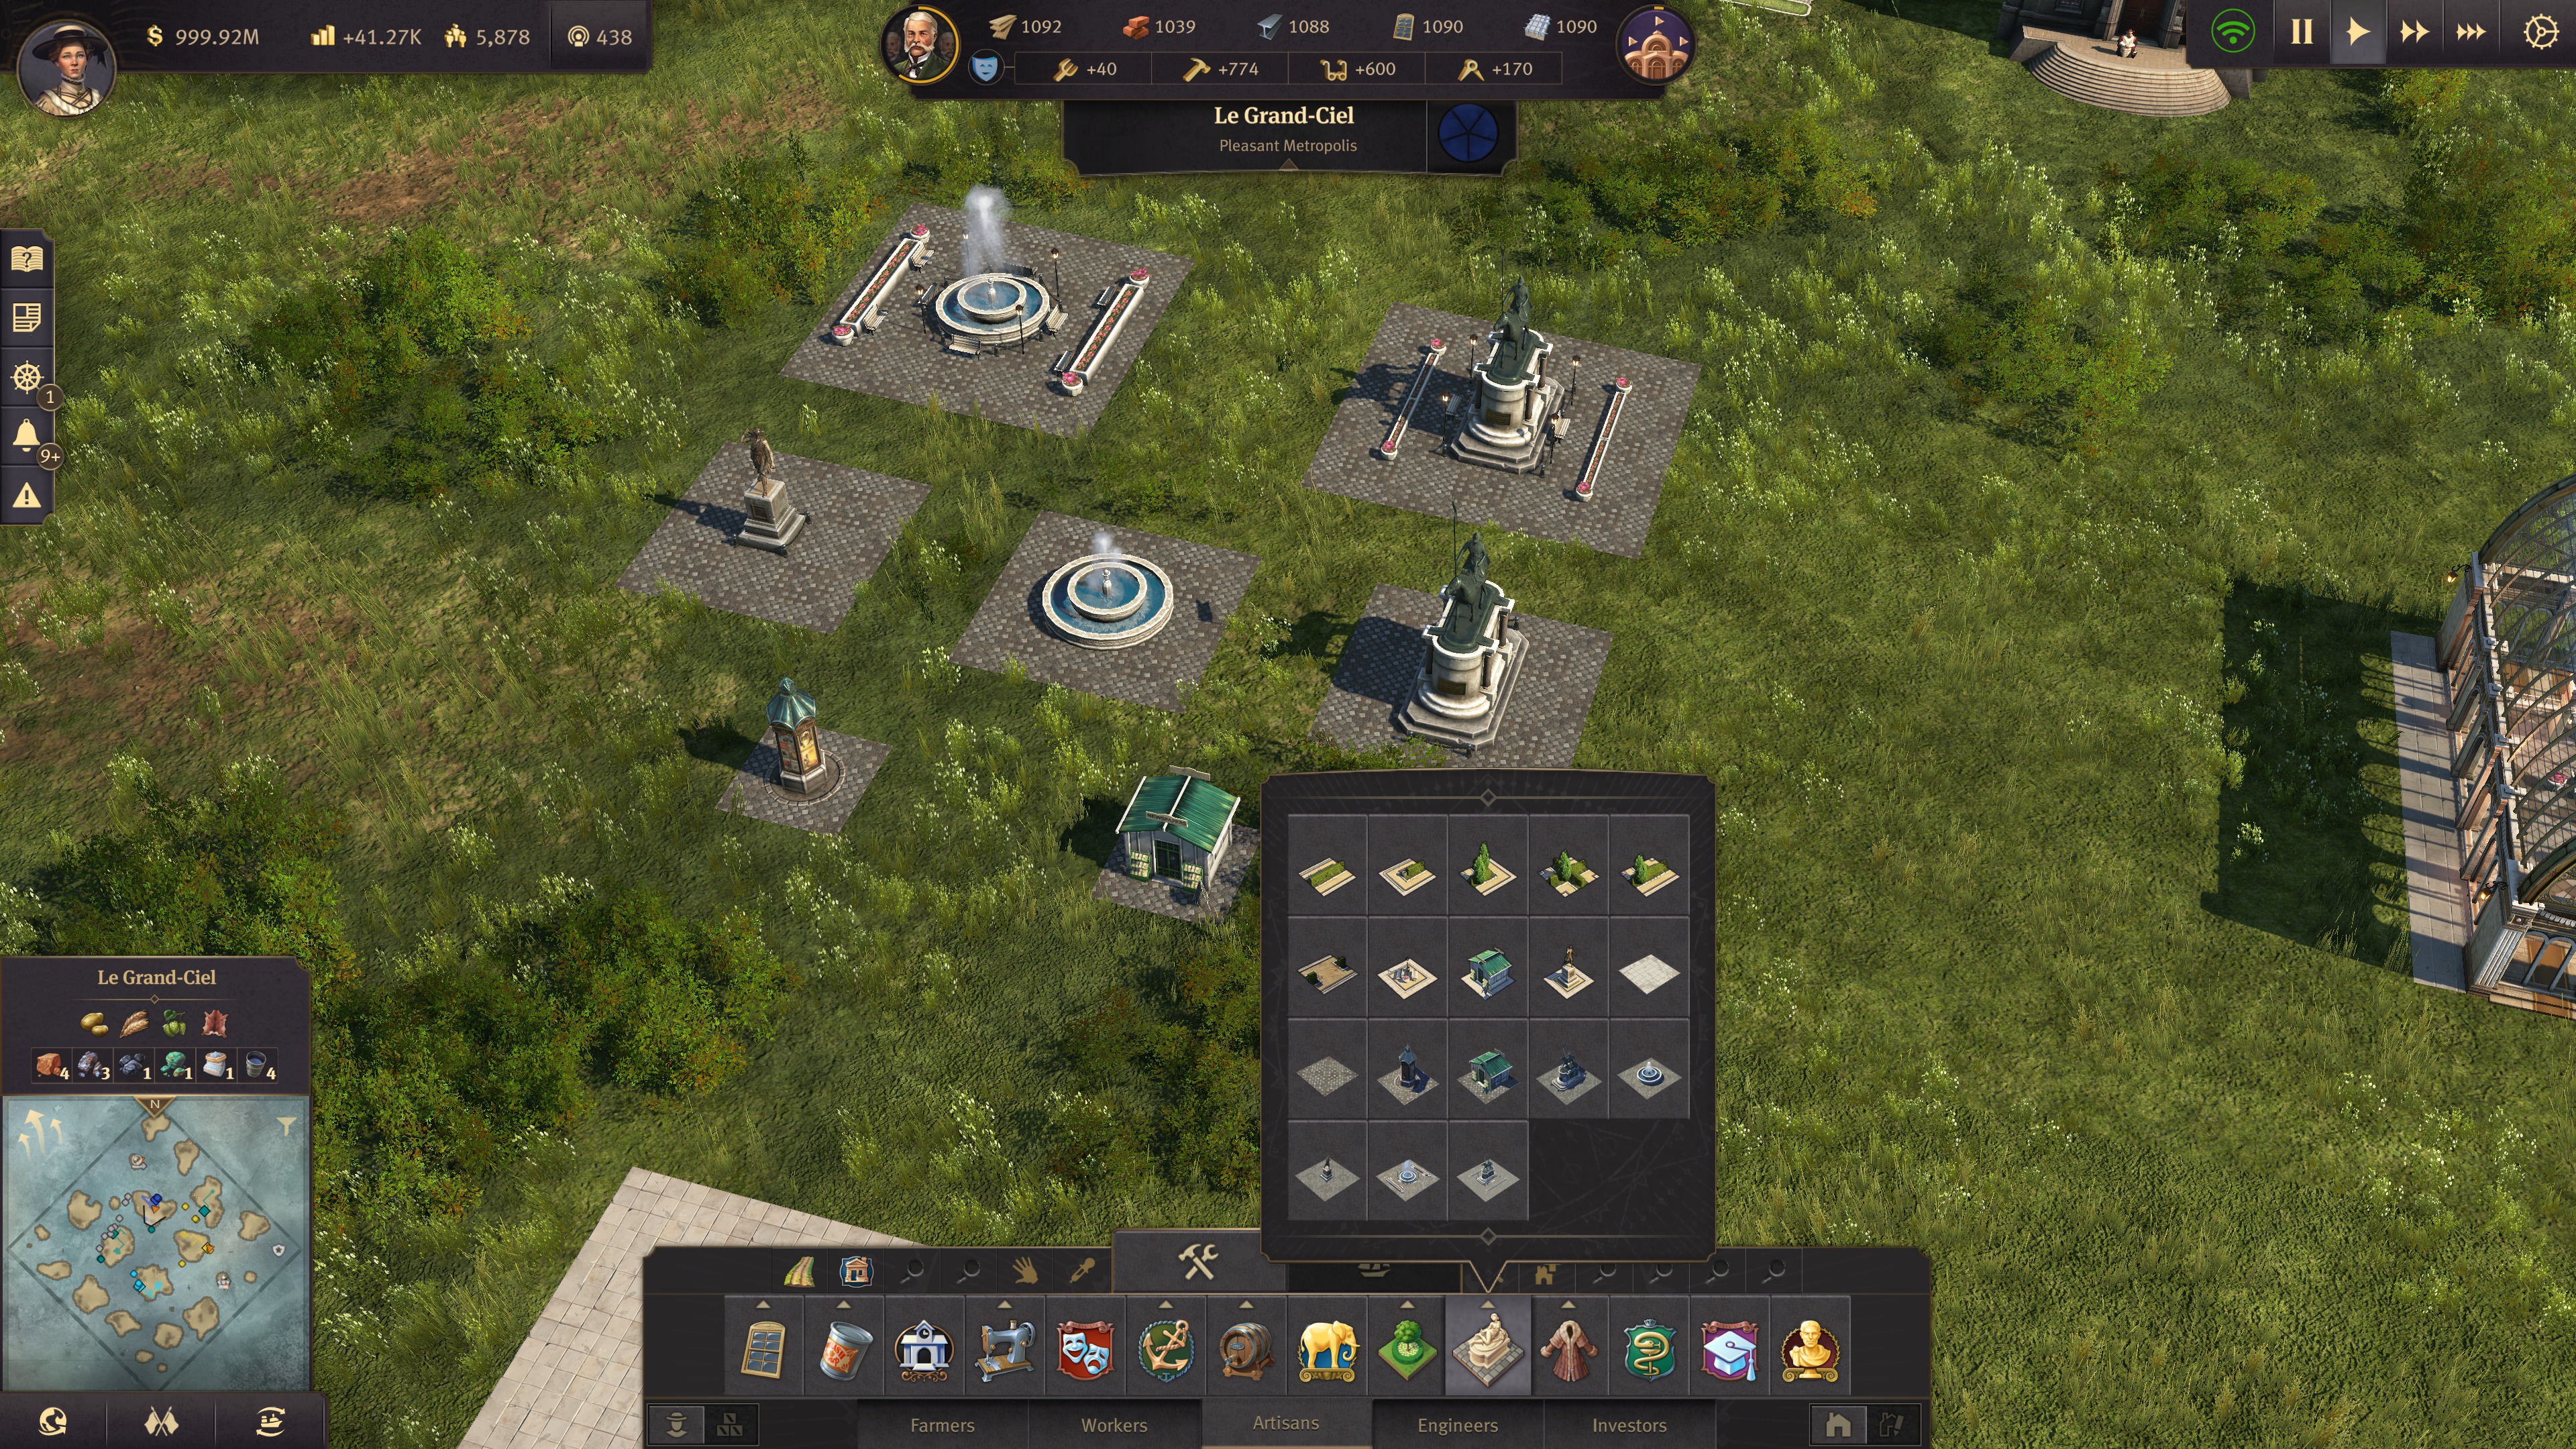 999.92M
+41.27K
5,878
438
1092
1039
1088
1090
1090
+40
+774
+600
+170
Le Grand-Ciel
Pleasant Metropolis
1
9+
Le Grand-Ciel
4
3
1
1
1
4
N
Farmers
Workers
Artisans
Engineers
Investors